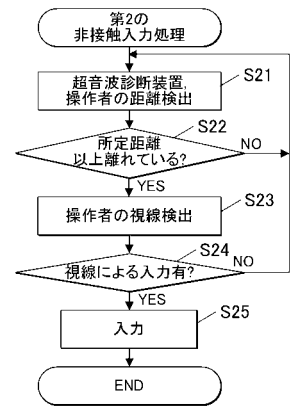 第2の
非接触入力処理
超音波診断装置,
操作者の距離検出
S21
所定距離
以上離れている?
S22
NO
YES
操作者の視線検出
S23
視線による入力有?
S24
NO
YES
入力
S25
END